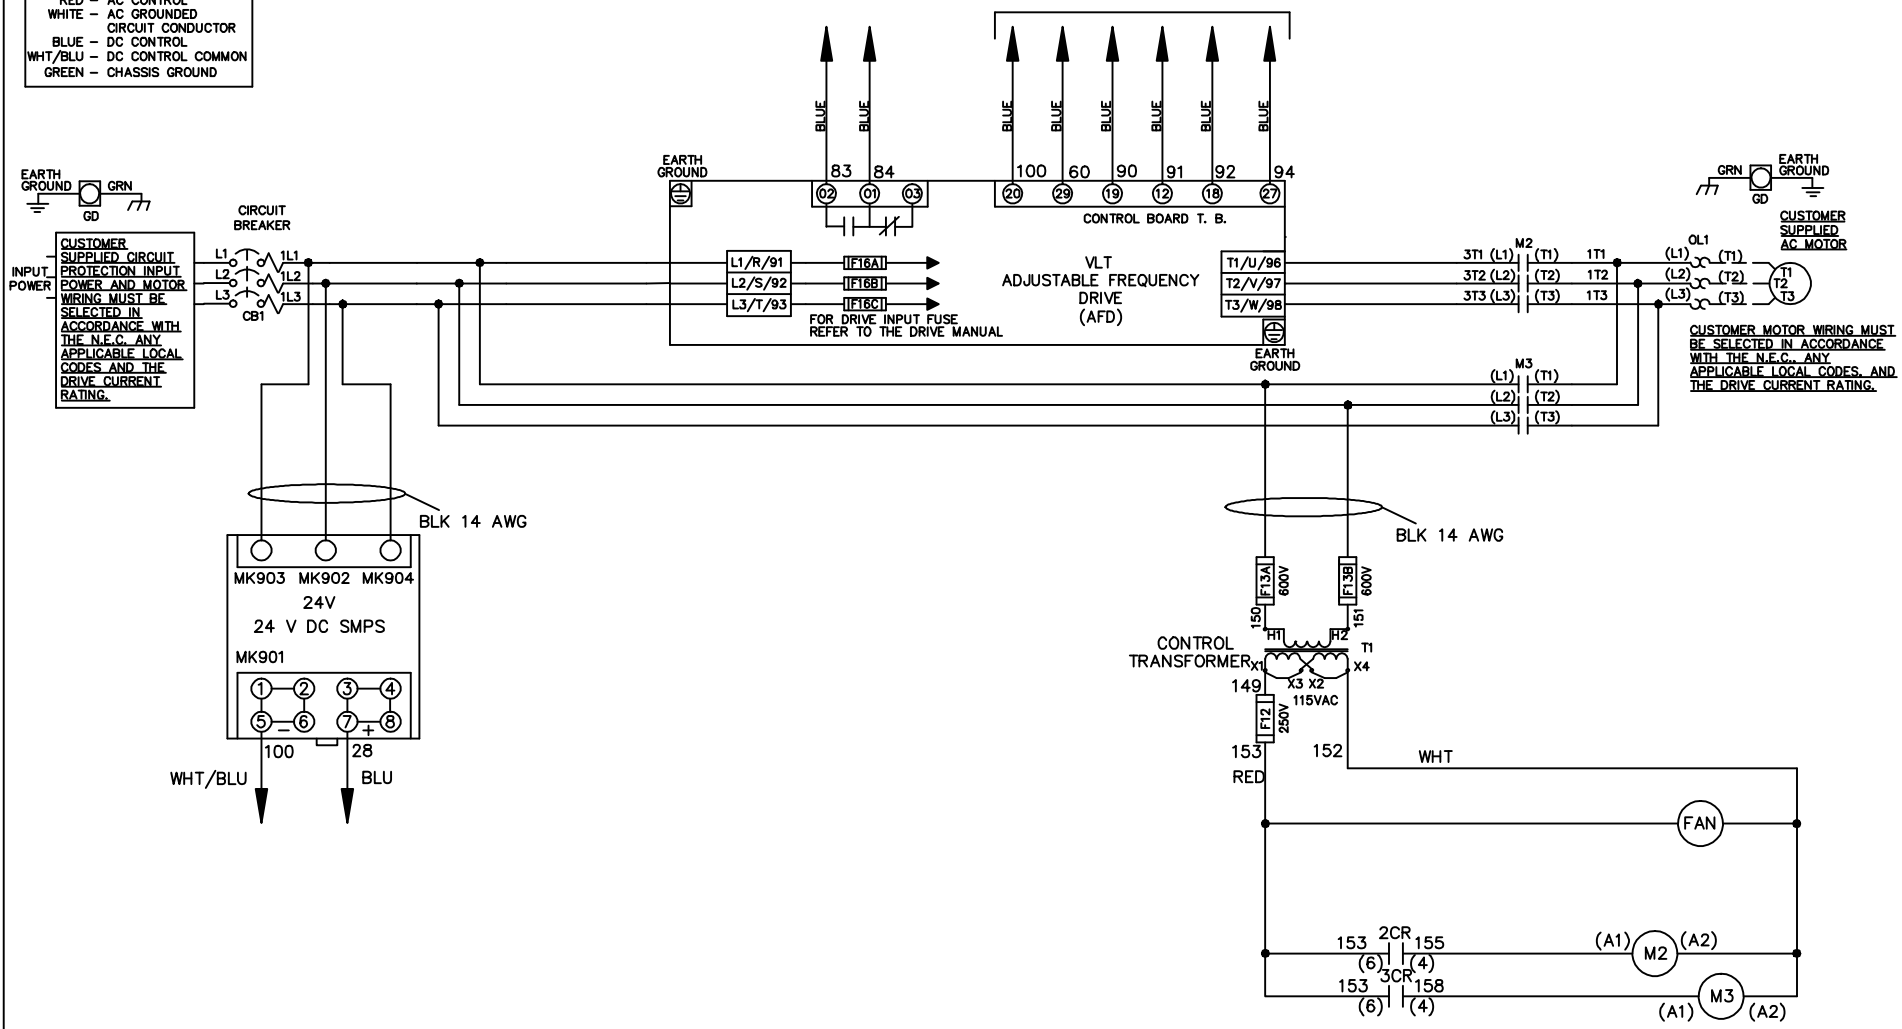 RED – AC CONTROL
WHITE – AC GROUNDED
CIRCUIT CONDUCTOR
BLUE – DC CONTROL
WHT/BLU – DC CONTROL COMMON
GREEN – CHASSIS GROUND
EARTH
GROUND
GRN
GD
CIRCUIT
BREAKER
INPUT
POWER
CUSTOMER
SUPPLIED CIRCUIT
PROTECTION INPUT
POWER AND MOTOR
WIRING MUST BE
SELECTED IN
ACCORDANCE WITH
THE N.E.C. ANY
APPLICABLE LOCAL
CODES AND THE
DRIVE CURRENT
RATING.
L1 1L1
L2 1L2
L3 1L3
CB1
BLUE BLUE BLUE BLUE BLUE BLUE BLUE BLUE
EARTH
GROUND
83 84
02 01 03
100 60 90 91 92 94
20 29 19 12 18 27
CONTROL BOARD T. B.
L1/R/91 F16A
L2/S/92 F16B
L3/T/93 F16C
FOR DRIVE INPUT FUSE
REFER TO THE DRIVE MANUAL
VLT
ADJUSTABLE FREQUENCY
DRIVE
(AFD)
T1/U/96
T2/V/97
T3/W/98
EARTH
GROUND
M2
3T1 (L1) (T1) 1T1
3T2 (L2) (T2) 1T2
3T3 (L3) (T3) 1T3
M3
(L1) (T1)
(L2) (T2)
(L3) (T3)
GRN
EARTH
GROUND
GD
CUSTOMER
SUPPLIED
AC MOTOR
OL1
(L1) (T1)
(L2) (T2)
(L3) (T3)
T1
T2
T3
CUSTOMER MOTOR WIRING MUST
BE SELECTED IN ACCORDANCE
WITH THE N.E.C., ANY
APPLICABLE LOCAL CODES, AND
THE DRIVE CURRENT RATING.
BLK 14 AWG
MK903 MK902 MK904
24V
24 V DC SMPS
MK901
1 2 3 4
5 6 7 8
– +
100 28
WHT/BLU BLU
BLK 14 AWG
F13A 600V F13B 600V
150 151
H1 H2
T1
CONTROL
TRANSFORMER
X1 X4
X3 X2
149
115VAC
F12 250V
153 152
RED
WHT
FAN
2CR
153 155
(6) (4)
(A1) M2 (A2)
3CR
153 158
(6) (4)
(A1) M3 (A2)